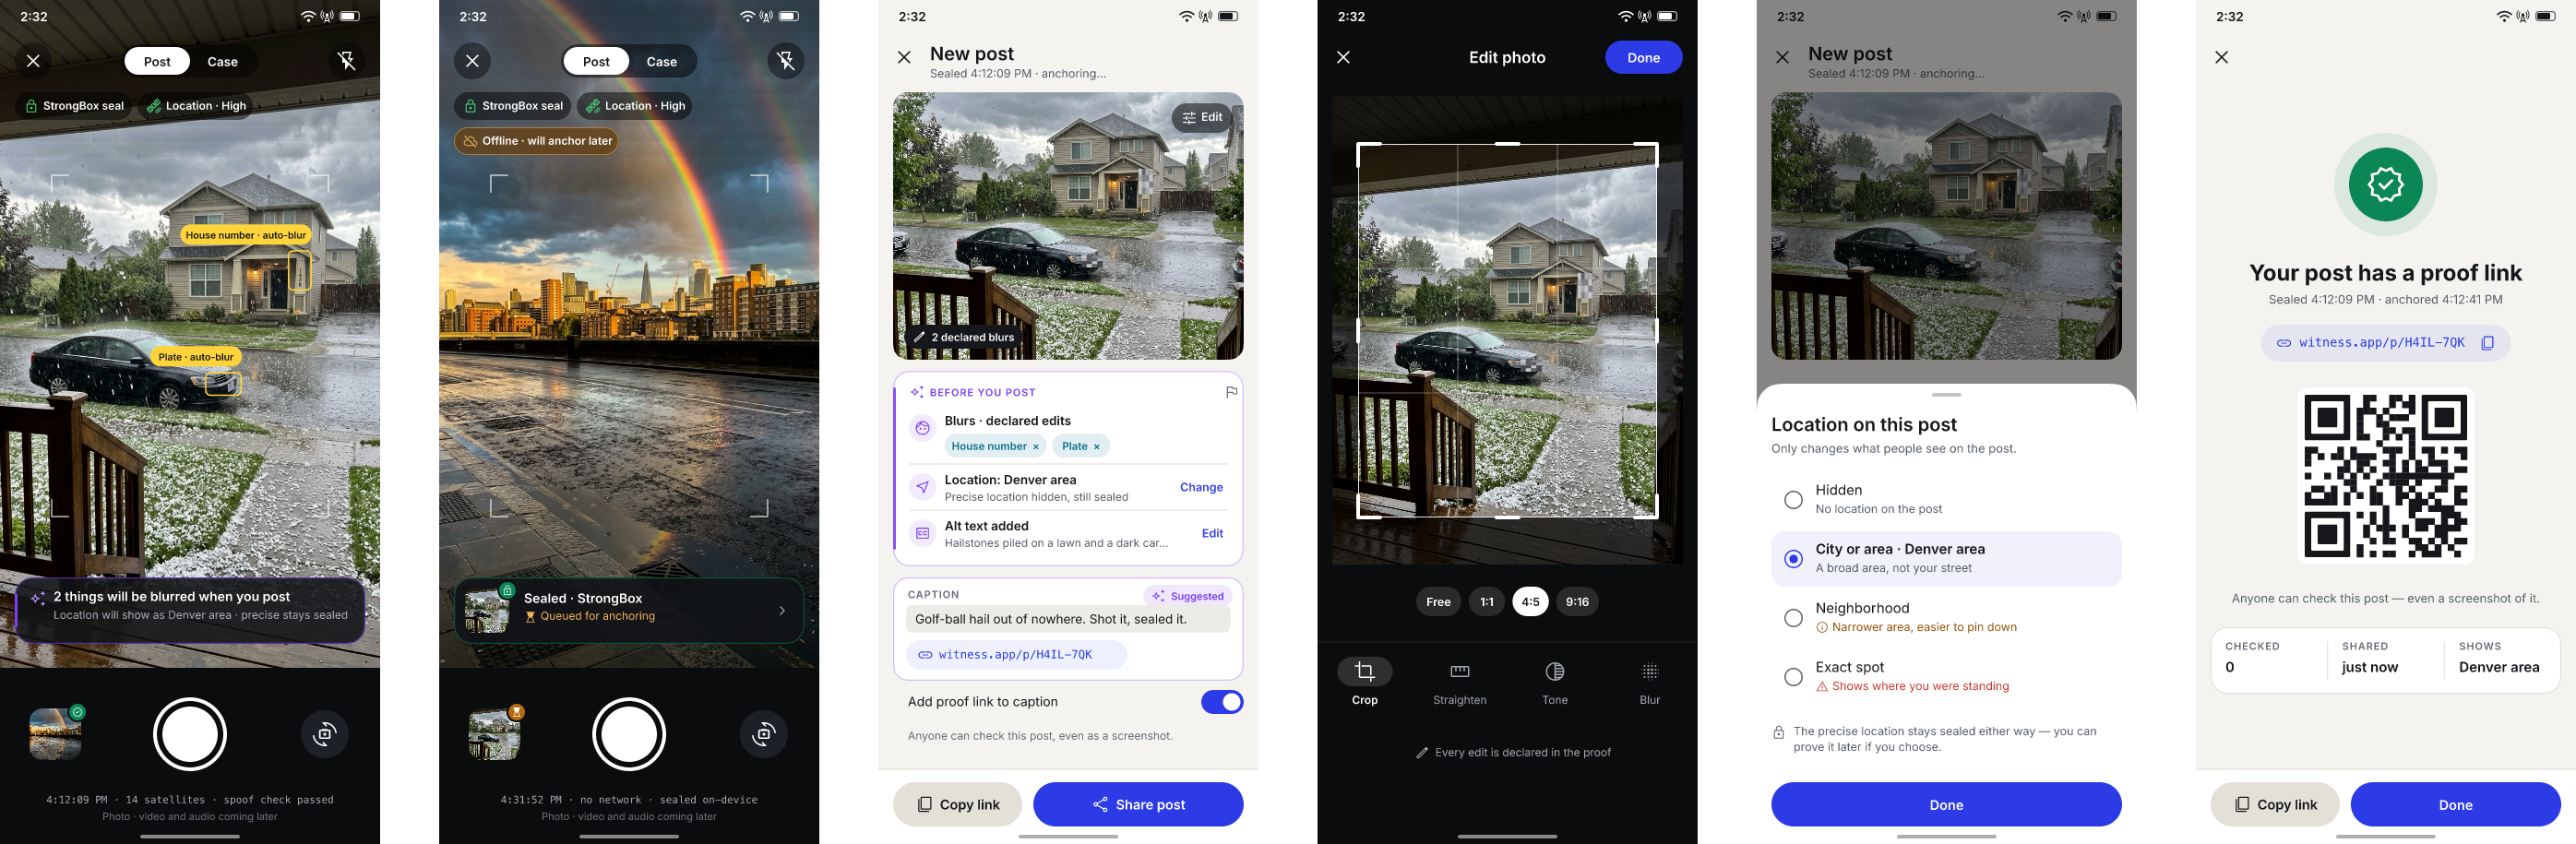 2:32
Post Case
StrongBox seal Location · High
House number · auto-blur
Plate · auto-blur
2 things will be blurred when you post
Location will show as Denver area · precise stays sealed
4:12:09 PM · 14 satellites · spoof check passed
Photo · video and audio coming later
2:32
Post Case
StrongBox seal Location · High
Offline · will anchor later
Sealed · StrongBox
Queued for anchoring
4:31:52 PM · no network · sealed on-device
Photo · video and audio coming later
2:32
New post
Sealed 4:12:09 PM · anchoring...
Edit
2 declared blurs
BEFORE YOU POST
Blurs · declared edits
House number × Plate ×
Location: Denver area
Precise location hidden, still sealed
Change
Alt text added
Hailstones piled on a lawn and a dark car...
Edit
CAPTION Suggested
Golf-ball hail out of nowhere. Shot it, sealed it.
witness.app/p/H4IL-7QK
Add proof link to caption
Anyone can check this post, even as a screenshot.
Copy link Share post
2:32
Edit photo Done
Free 1:1 4:5 9:16
Crop Straighten Tone Blur
Every edit is declared in the proof
2:32
New post
Sealed 4:12:09 PM · anchoring...
Location on this post
Only changes what people see on the post.
Hidden
No location on the post
City or area · Denver area
A broad area, not your street
Neighborhood
Narrower area, easier to pin down
Exact spot
Shows where you were standing
The precise location stays sealed either way — you can
prove it later if you choose.
Done
2:32
Your post has a proof link
Sealed 4:12:09 PM · anchored 4:12:41 PM
witness.app/p/H4IL-7QK
Anyone can check this post — even a screenshot of it.
CHECKED SHARED SHOWS
0 just now Denver area
Copy link Done